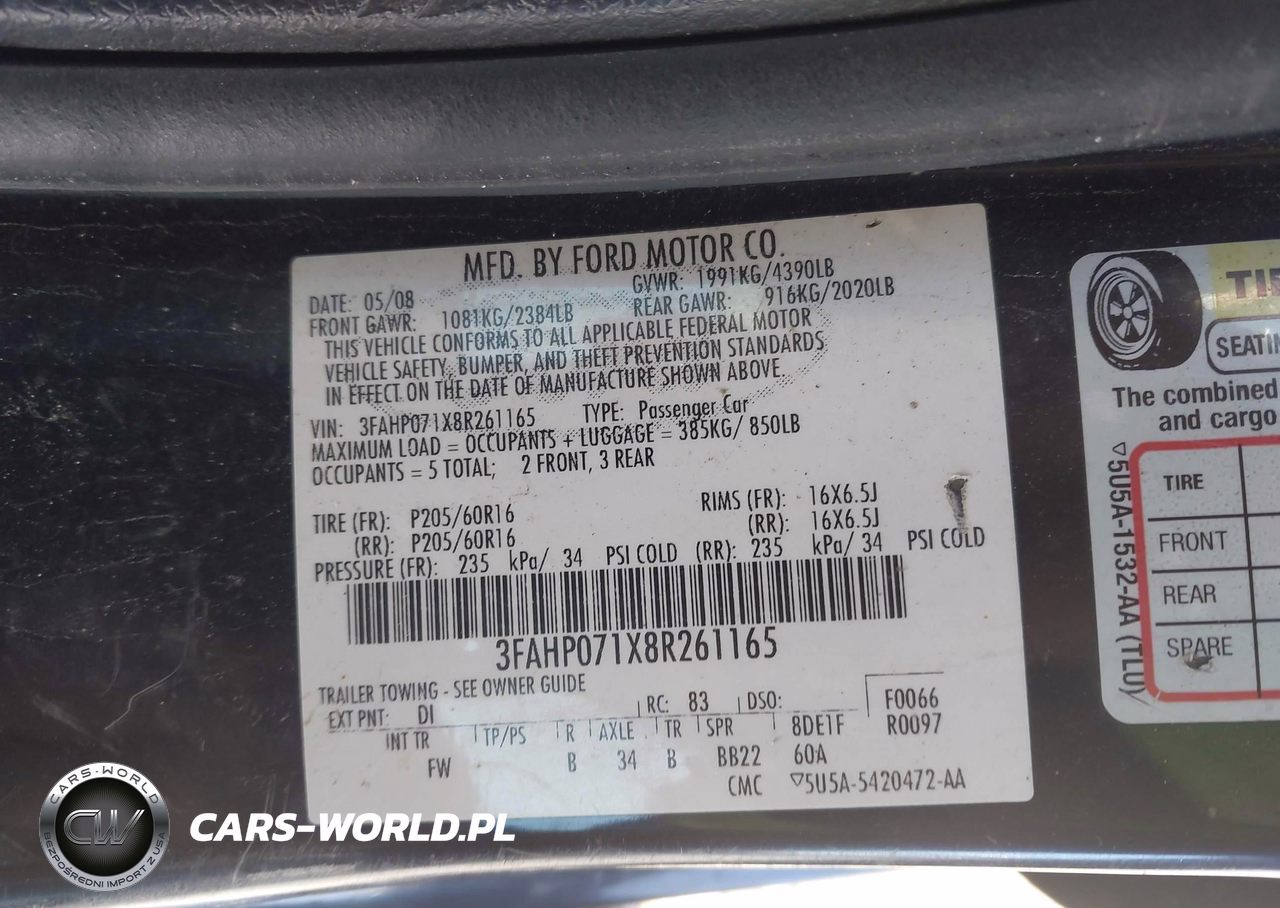 MFD. BY FORD MOTOR CO.
DATE: 05/08 GVWR: 1991KG/4390LB
FRONT GAWR: 1081KG/2384LB REAR GAWR: 916KG/2020LB
THIS VEHICLE CONFORMS TO ALL APPLICABLE FEDERAL MOTOR
VEHICLE SAFETY, BUMPER, AND THEFT PREVENTION STANDARDS
IN EFFECT ON THE DATE OF MANUFACTURE SHOWN ABOVE.
VIN: 3FAHP071X8R261165 TYPE: Passenger Car
MAXIMUM LOAD = OCCUPANTS + LUGGAGE = 385KG/ 850LB
OCCUPANTS = 5 TOTAL; 2 FRONT, 3 REAR
TIRE (FR): P205/60R16 RIMS (FR): 16X6.5J
(RR): P205/60R16 (RR): 16X6.5J
PRESSURE (FR): 235 kPa/ 34 PSI COLD (RR): 235 kPa/ 34 PSI COLD
3FAHP071X8R261165
TRAILER TOWING - SEE OWNER GUIDE
EXT PNT: DI RC: 83 DSO: F0066
INT TR TP/PS R AXLE TR SPR 8DETF R0097
FW B 34 B BB22 60A
CMC ▽5U5A-5420472-AA
SEATIN
The combined
and cargo
TIRE
FRONT
REAR
SPARE
▽5U5A-1532-AA (TLU)
CARS-WORLD
CW
BEZPOŚREDNI IMPORT Z USA
CARS-WORLD.PL